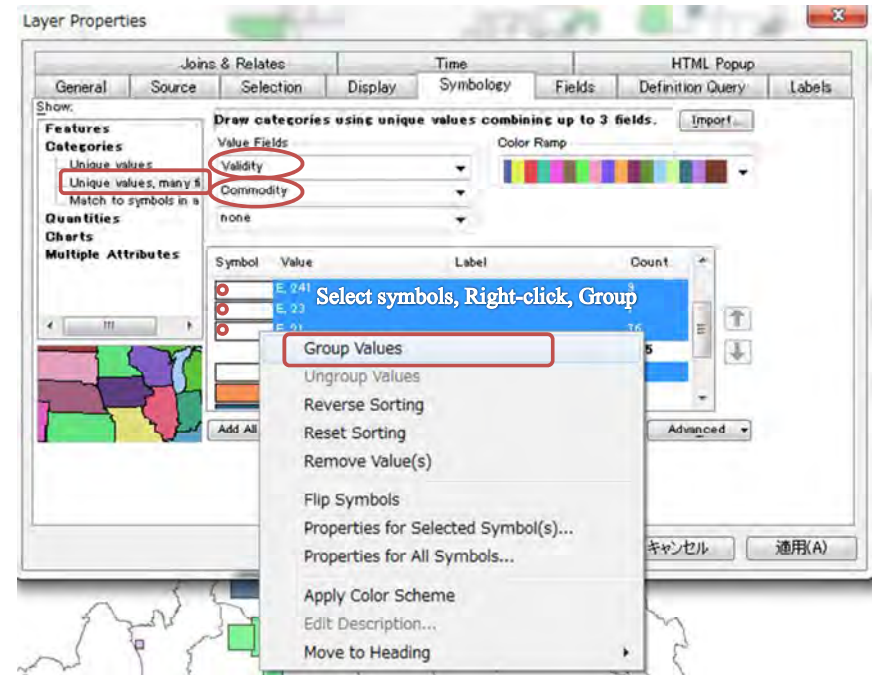 Layer Properties
Joins & Relates Time HTML Popup
General Source Selection Display Symbology Fields Definition Query Labels
Show:
Features
Categories
Unique values
Unique values, many fi
Match to symbols in a
Quantities
Charts
Multiple Attributes
Draw categories using unique values combining up to 3 fields.
Import...
Value Fields
Color Ramp
Validity
Commodity
none
Symbol Value Label Count
E, 241
Select symbols, Right-click, Group
E, 23
Group Values
Ungroup Values
Reverse Sorting
Reset Sorting
Remove Value(s)
Flip Symbols
Properties for Selected Symbol(s)...
Properties for All Symbols...
Apply Color Scheme
Edit Description...
Move to Heading
Add All
Advanced
キャンセル
適用(A)